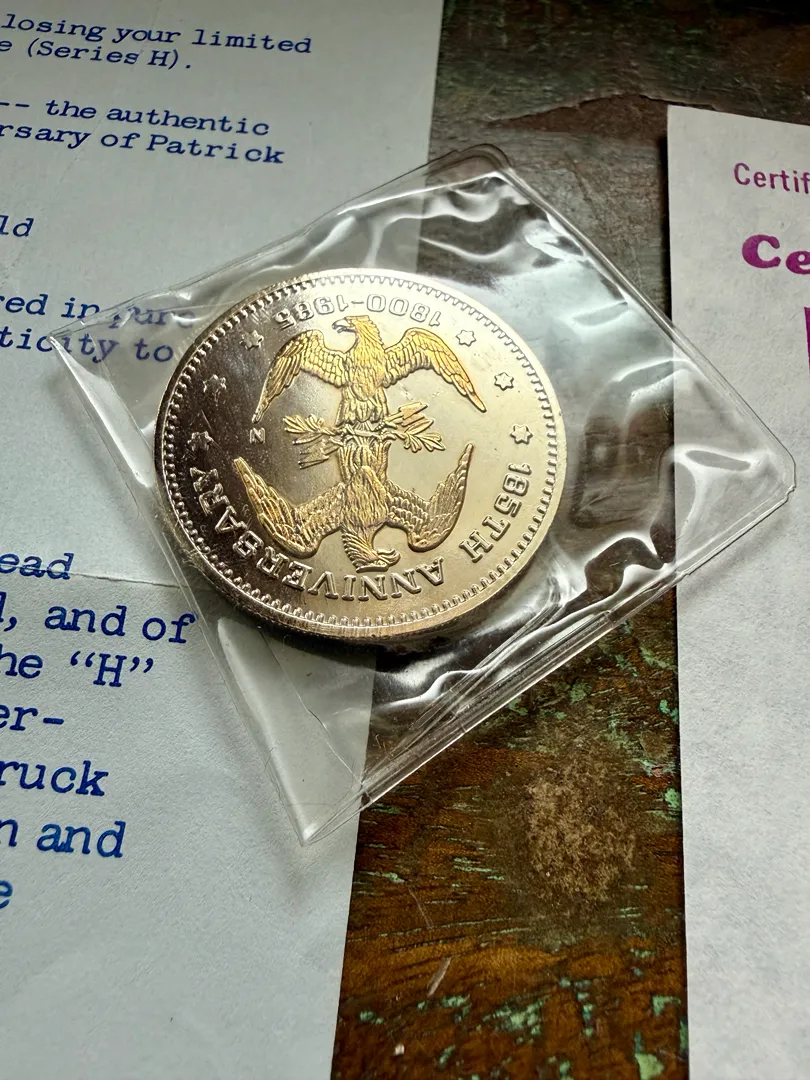 losing your limited
e (Series H).
-- the authentic
rsary of Patrick
ld
red in pure
ticity to
ead
, and of
he “H”
er-
ruck
n and
e
1800-1985
185TH ANNIVERSARY
N
Certif
Ce